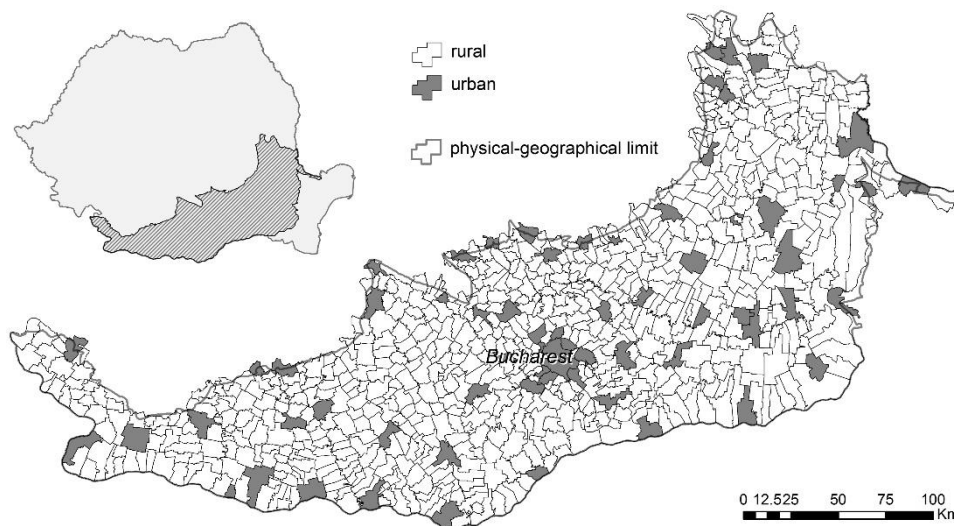 rural
urban
physical-geographical limit
Bucharest
0 12.525 50 75 100
Km